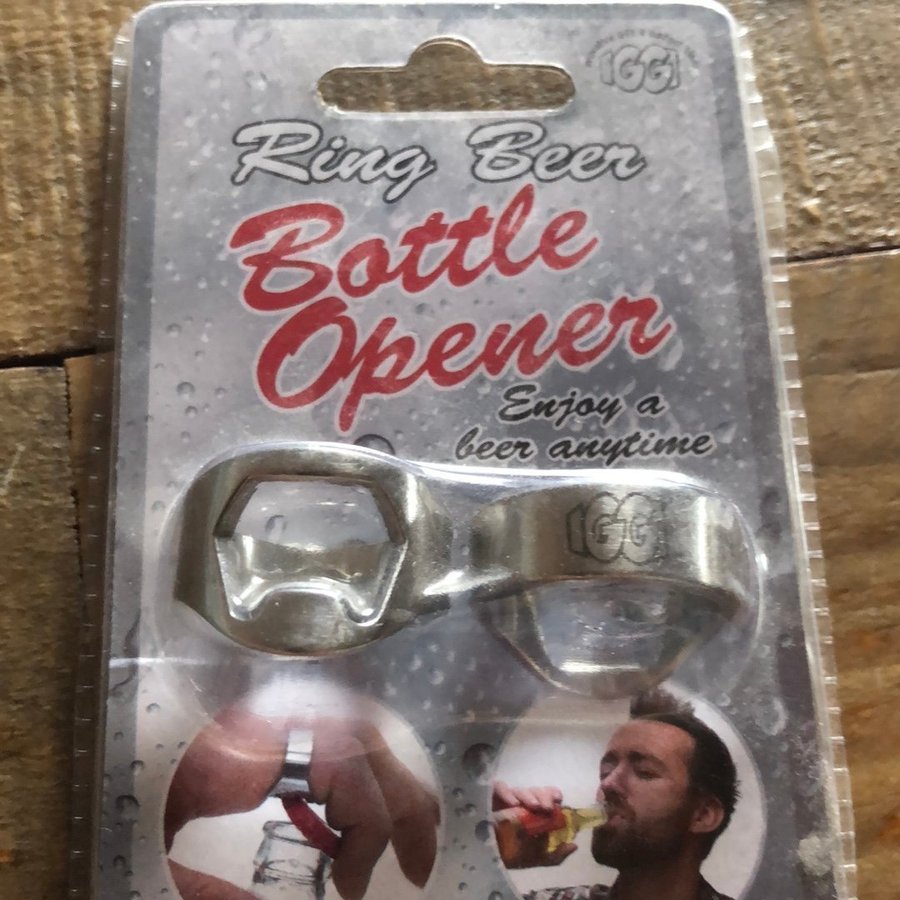 IGGI
Ring Beer
Bottle
Opener
Enjoy a
beer anytime
IGGI